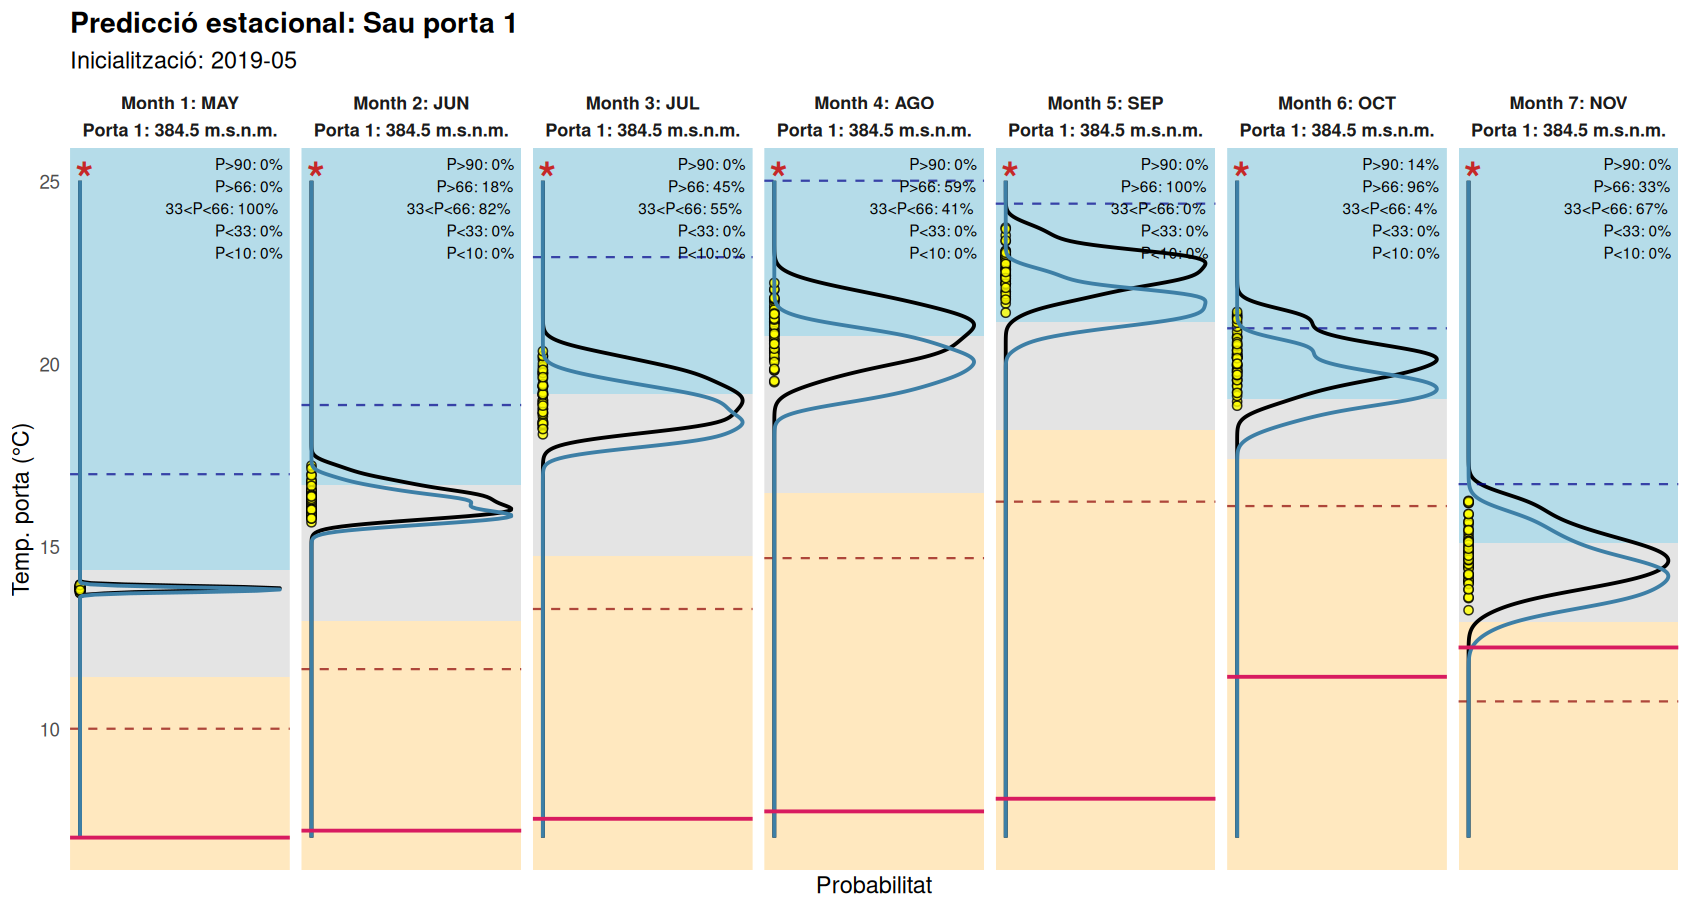 Predicció estacional: Sau porta 1
Inicialització: 2019-05
Month 1: MAY
Porta 1: 384.5 m.s.n.m.
Month 2: JUN
Porta 1: 384.5 m.s.n.m.
Month 3: JUL
Porta 1: 384.5 m.s.n.m.
Month 4: AGO
Porta 1: 384.5 m.s.n.m.
Month 5: SEP
Porta 1: 384.5 m.s.n.m.
Month 6: OCT
Porta 1: 384.5 m.s.n.m.
Month 7: NOV
Porta 1: 384.5 m.s.n.m.
*
P>90: 0%
P>66: 0%
33<P<66: 100%
P<33: 0%
P<10: 0%
*
P>90: 0%
P>66: 18%
33<P<66: 82%
P<33: 0%
P<10: 0%
*
P>90: 0%
P>66: 45%
33<P<66: 55%
P<33: 0%
P<10: 0%
*
P>90: 0%
P>66: 59%
33<P<66: 41%
P<33: 0%
P<10: 0%
*
P>90: 0%
P>66: 100%
33<P<66: 0%
P<33: 0%
P<10: 0%
*
P>90: 14%
P>66: 96%
33<P<66: 4%
P<33: 0%
P<10: 0%
*
P>90: 0%
P>66: 33%
33<P<66: 67%
P<33: 0%
P<10: 0%
25
20
15
10
Temp. porta (°C)
Probabilitat